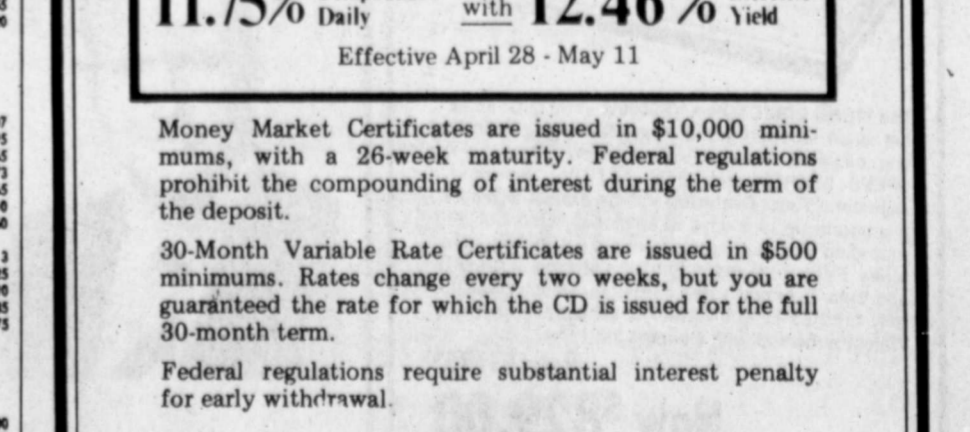 11.75% Daily with 12.46% Yield
Effective April 28 - May 11
Money Market Certificates are issued in $10,000 mini-
mums, with a 26-week maturity. Federal regulations
prohibit the compounding of interest during the term of
the deposit.
30-Month Variable Rate Certificates are issued in $500
minimums. Rates change every two weeks, but you are
guaranteed the rate for which the CD is issued for the full
30-month term.
Federal regulations require substantial interest penalty
for early withdrawal.